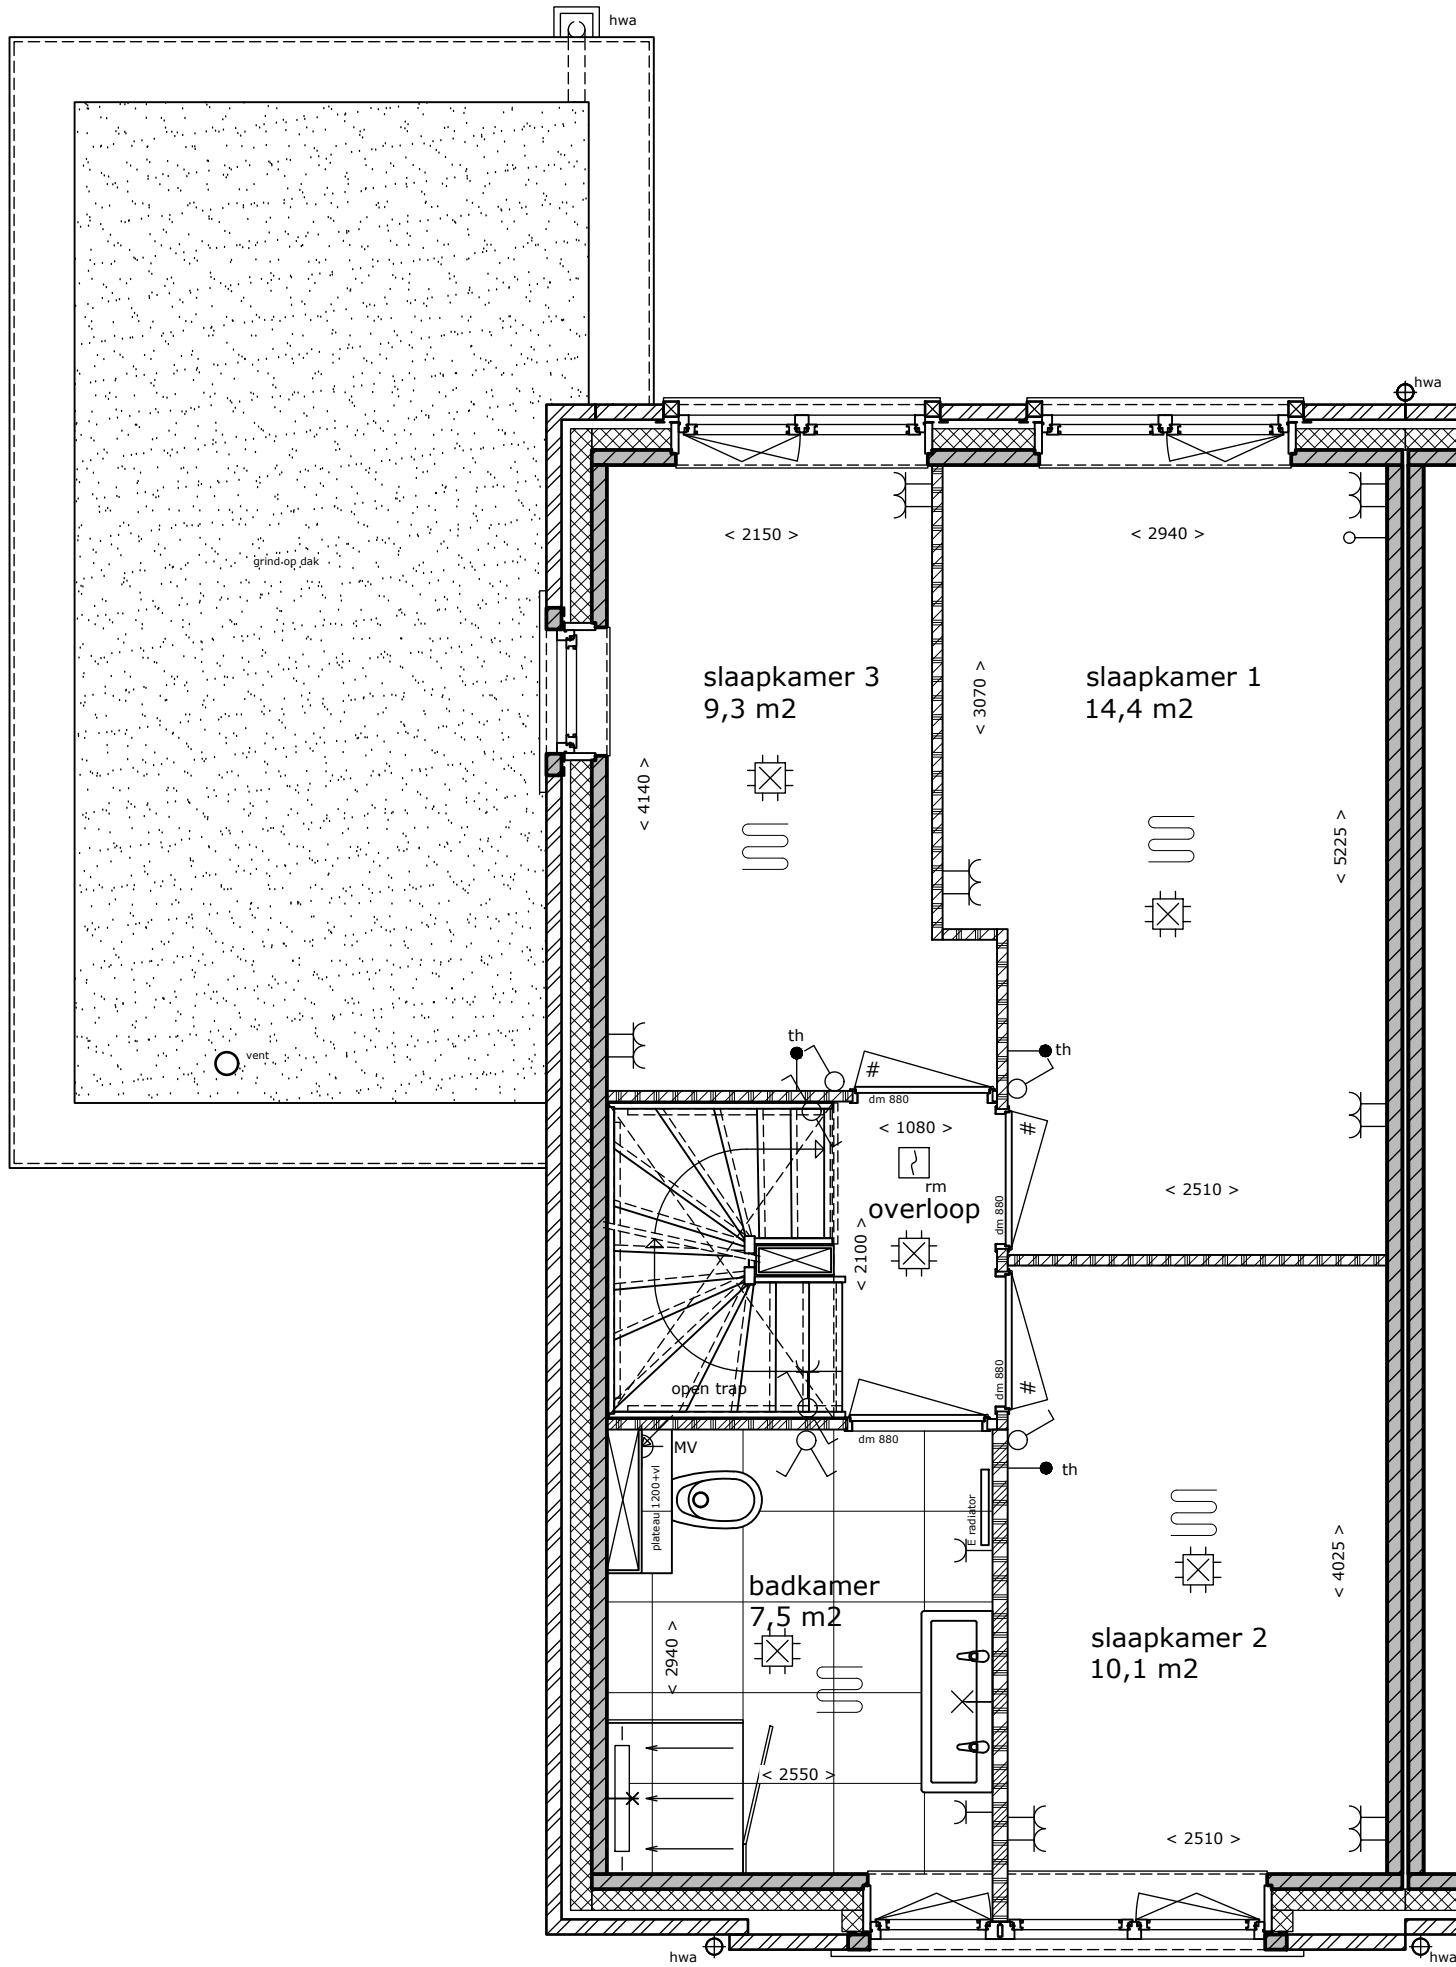 hwa
hwa
< 2150 >
< 2940 >
grind op dak
slaapkamer 3
9,3 m2
< 3070 >
slaapkamer 1
14,4 m2
< 4140 >
< 5225 >
th
th
vent
#
dm 880
< 1080 >
#
rm
overloop
dm 880
< 2510 >
< 2100 >
dm 880
#
open trap
dm 880
MV
plateau 1200+vl
th
E radiator
badkamer
7,5 m2
< 4025 >
< 2940 >
slaapkamer 2
10,1 m2
< 2550 >
< 2510 >
hwa
hwa